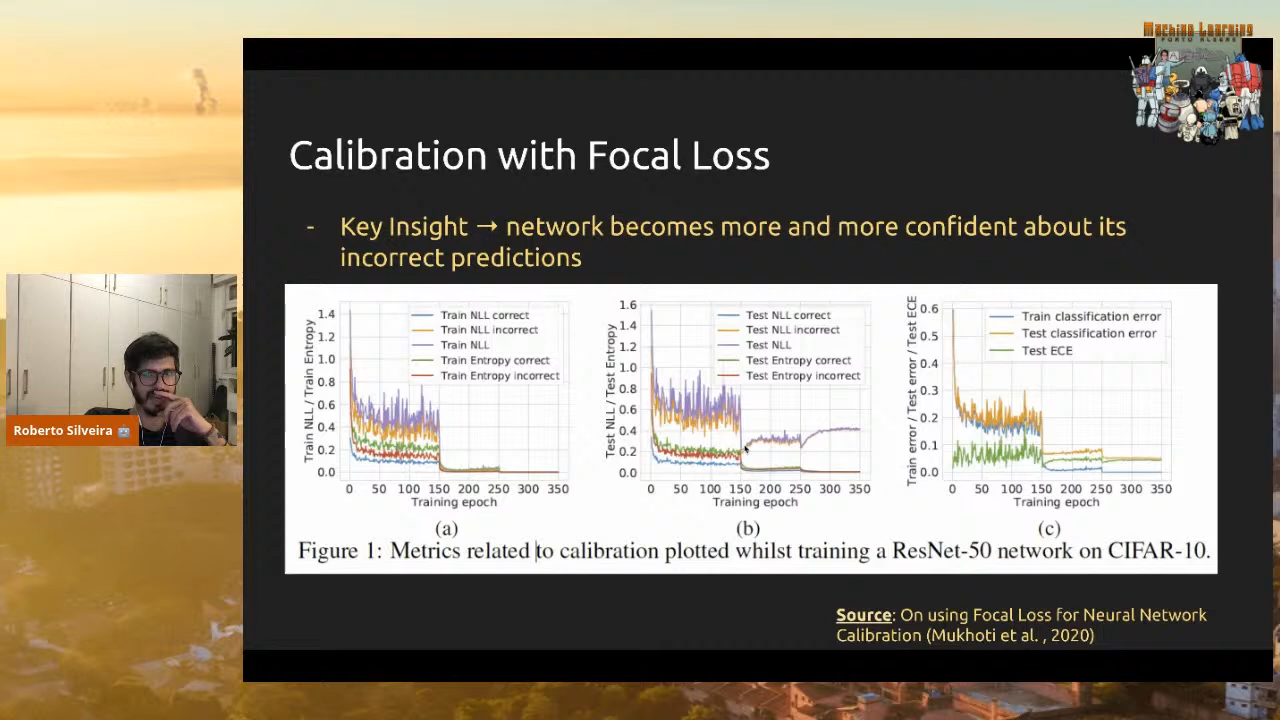 Machine Learning
PORTO ALEGRE
Calibration with Focal Loss
- Key Insight → network becomes more and more confident about its
incorrect predictions
Train NLL / Train Entropy
1.4
1.2
1.0
0.8
0.6
0.4
0.2
0.0
Train NLL correct
Train NLL incorrect
Train NLL
Train Entropy correct
Train Entropy incorrect
0 50 100 150 200 250 300 350
Training epoch
(a)
Test NLL / Test Entropy
1.6
1.4
1.2
1.0
0.8
0.6
0.4
0.2
0.0
Test NLL correct
Test NLL incorrect
Test NLL
Test Entropy correct
Test Entropy incorrect
0 50 100 150 200 250 300 350
Training epoch
(b)
Train error / Test error / Test ECE
0.6
0.5
0.4
0.3
0.2
0.1
0.0
Train classification error
Test classification error
Test ECE
0 50 100 150 200 250 300 350
Training epoch
(c)
Figure 1: Metrics related to calibration plotted whilst training a ResNet-50 network on CIFAR-10.
Roberto Silveira 🤖
Source: On using Focal Loss for Neural Network
Calibration (Mukhoti et al. , 2020)